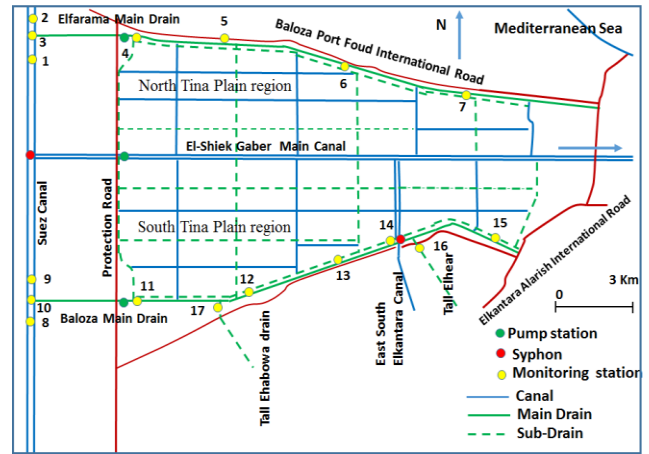 2
Elfarama Main Drain
5
Baloza Port Foud International Road
N
Mediterranean Sea
3
4
1
6
7
North Tina Plain region
El-Shiek Gaber Main Canal
Suez Canal
Protection Road
South Tina Plain region
14
15
16
13
12
11
17
9
10
8
Baloza Main Drain
Tall Ehabowa drain
East South
Elkantara Canal
Tall-Elnear
Elkantara Alarish International Road
0
3 Km
Pump station
Syphon
Monitoring station
Canal
Main Drain
Sub-Drain